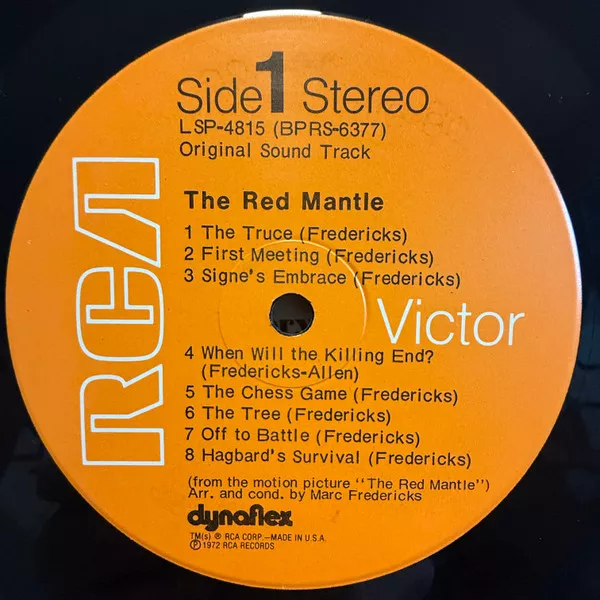 Side 1 Stereo
LSP-4815 (BPRS-6377)
Original Sound Track
The Red Mantle
1 The Truce (Fredericks)
2 First Meeting (Fredericks)
3 Signe's Embrace (Fredericks)
RCA
Victor
4 When Will the Killing End?
(Fredericks-Allen)
5 The Chess Game (Fredericks)
6 The Tree (Fredericks)
7 Off to Battle (Fredericks)
8 Hagbard's Survival (Fredericks)
(from the motion picture "The Red Mantle")
Arr. and cond. by Marc Fredericks
dynaflex
TM(s) ® RCA CORP.—MADE IN U.S.A.
Ⓟ1972 RCA RECORDS